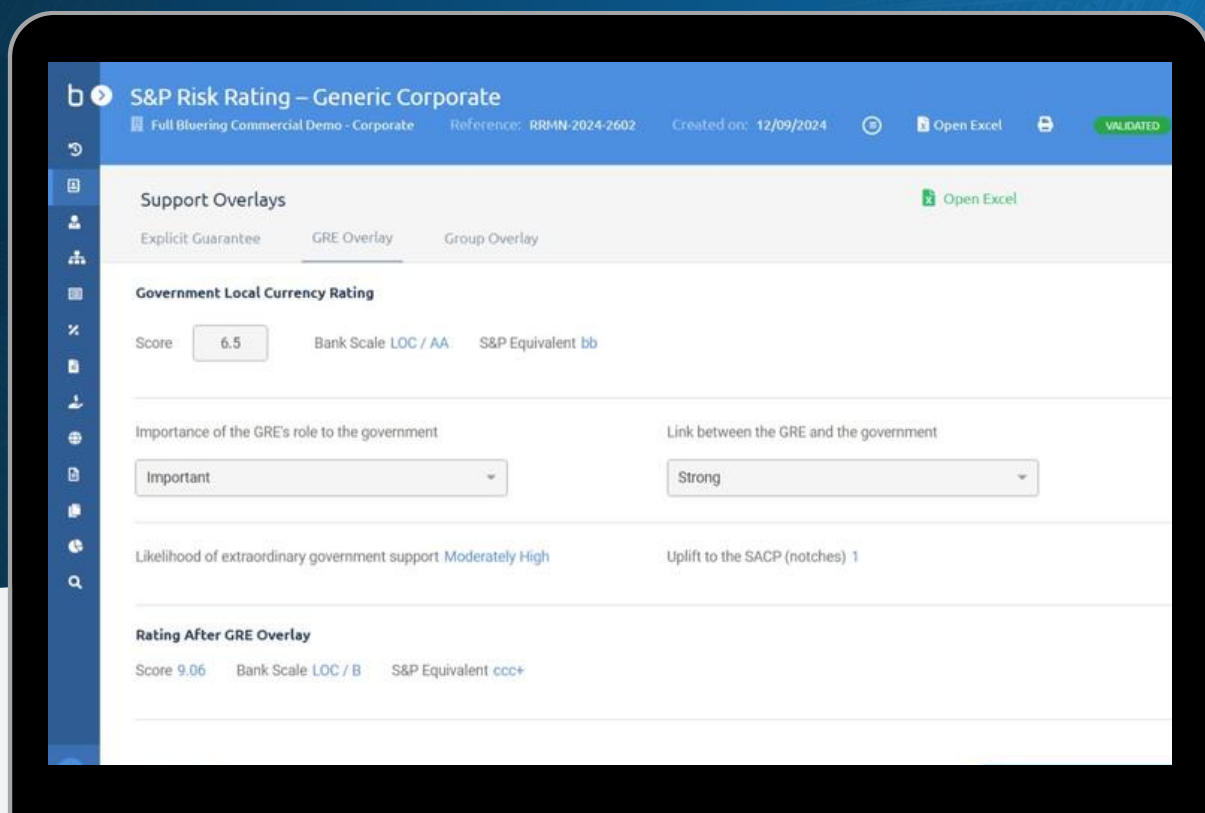 b
S&P Risk Rating – Generic Corporate
Full Bluering Commercial Demo - Corporate Reference: RRMN-2024-2602 Created on: 12/09/2024 Open Excel VALIDATED
Support Overlays Open Excel
Explicit Guarantee GRE Overlay Group Overlay
Government Local Currency Rating
Score 6.5 Bank Scale LOC / AA S&P Equivalent bb
Importance of the GRE's role to the government Link between the GRE and the government
Important Strong
Likelihood of extraordinary government support Moderately High Uplift to the SACP (notches) 1
Rating After GRE Overlay
Score 9.06 Bank Scale LOC / B S&P Equivalent ccc+